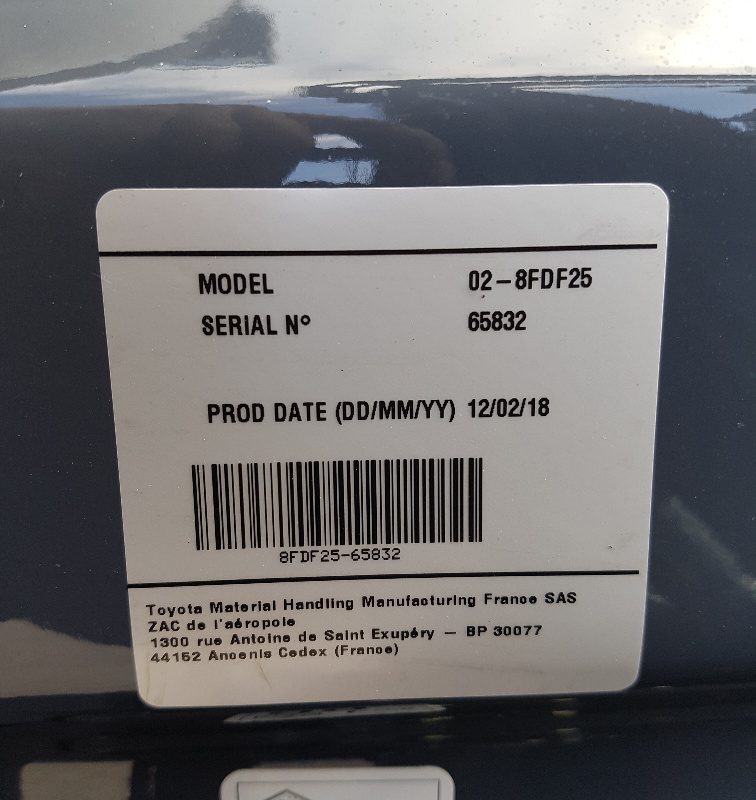 MODEL 02-8FDF25
SERIAL Nº 65832
PROD DATE (DD/MM/YY) 12/02/18
8FDF25-65832
Toyota Material Handling Manufacturing France SAS
ZAC de l'aéropole
1300 rue Antoine de Saint Exupéry – BP 30077
44152 Ancenis Cedex (France)